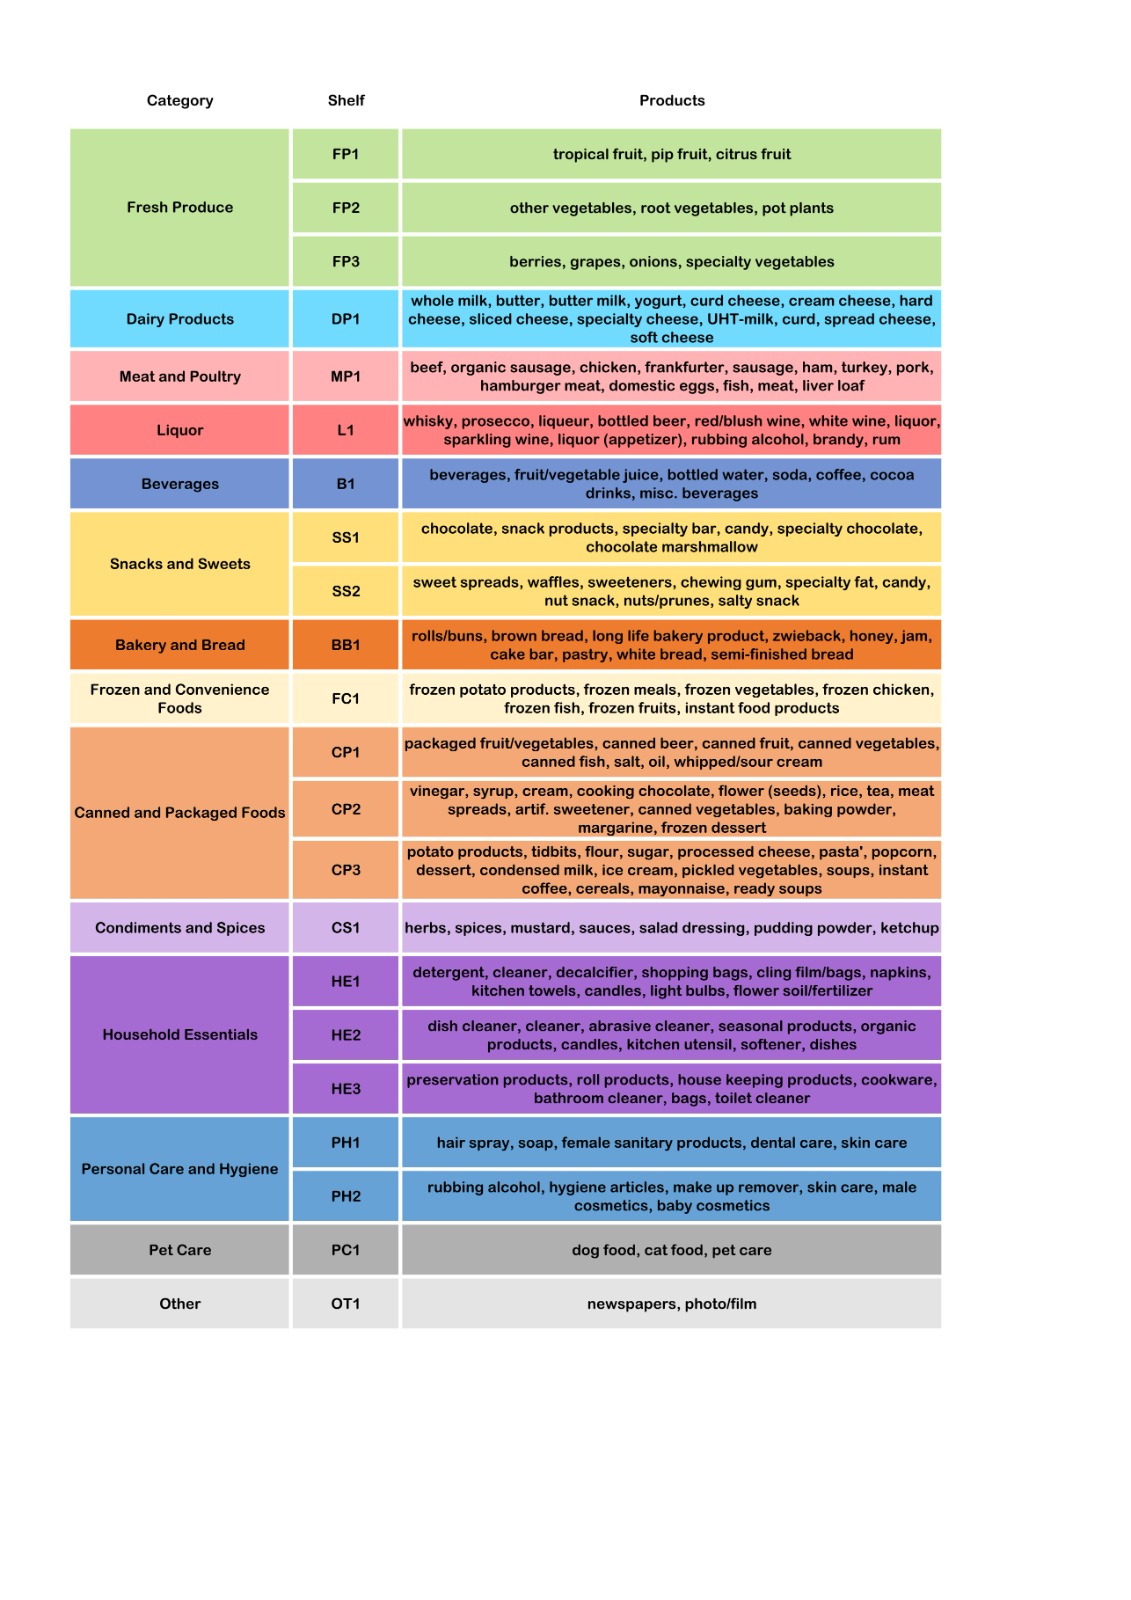 Category Shelf Products
Fresh Produce
FP1
tropical fruit, pip fruit, citrus fruit
FP2
other vegetables, root vegetables, pot plants
FP3
berries, grapes, onions, specialty vegetables
Dairy Products
DP1
whole milk, butter, butter milk, yogurt, curd cheese, cream cheese, hard
cheese, sliced cheese, specialty cheese, UHT-milk, curd, spread cheese,
soft cheese
Meat and Poultry
MP1
beef, organic sausage, chicken, frankfurter, sausage, ham, turkey, pork,
hamburger meat, domestic eggs, fish, meat, liver loaf
Liquor
L1
whisky, prosecco, liqueur, bottled beer, red/blush wine, white wine, liquor,
sparkling wine, liquor (appetizer), rubbing alcohol, brandy, rum
Beverages
B1
beverages, fruit/vegetable juice, bottled water, soda, coffee, cocoa
drinks, misc. beverages
Snacks and Sweets
SS1
chocolate, snack products, specialty bar, candy, specialty chocolate,
chocolate marshmallow
SS2
sweet spreads, waffles, sweeteners, chewing gum, specialty fat, candy,
nut snack, nuts/prunes, salty snack
Bakery and Bread
BB1
rolls/buns, brown bread, long life bakery product, zwieback, honey, jam,
cake bar, pastry, white bread, semi-finished bread
Frozen and Convenience
Foods
FC1
frozen potato products, frozen meals, frozen vegetables, frozen chicken,
frozen fish, frozen fruits, instant food products
Canned and Packaged Foods
CP1
packaged fruit/vegetables, canned beer, canned fruit, canned vegetables,
canned fish, salt, oil, whipped/sour cream
CP2
vinegar, syrup, cream, cooking chocolate, flower (seeds), rice, tea, meat
spreads, artif. sweetener, canned vegetables, baking powder,
margarine, frozen dessert
CP3
potato products, tidbits, flour, sugar, processed cheese, pasta', popcorn,
dessert, condensed milk, ice cream, pickled vegetables, soups, instant
coffee, cereals, mayonnaise, ready soups
Condiments and Spices
CS1
herbs, spices, mustard, sauces, salad dressing, pudding powder, ketchup
Household Essentials
HE1
detergent, cleaner, decalcifier, shopping bags, cling film/bags, napkins,
kitchen towels, candles, light bulbs, flower soil/fertilizer
HE2
dish cleaner, cleaner, abrasive cleaner, seasonal products, organic
products, candles, kitchen utensil, softener, dishes
HE3
preservation products, roll products, house keeping products, cookware,
bathroom cleaner, bags, toilet cleaner
Personal Care and Hygiene
PH1
hair spray, soap, female sanitary products, dental care, skin care
PH2
rubbing alcohol, hygiene articles, make up remover, skin care, male
cosmetics, baby cosmetics
Pet Care
PC1
dog food, cat food, pet care
Other
OT1
newspapers, photo/film